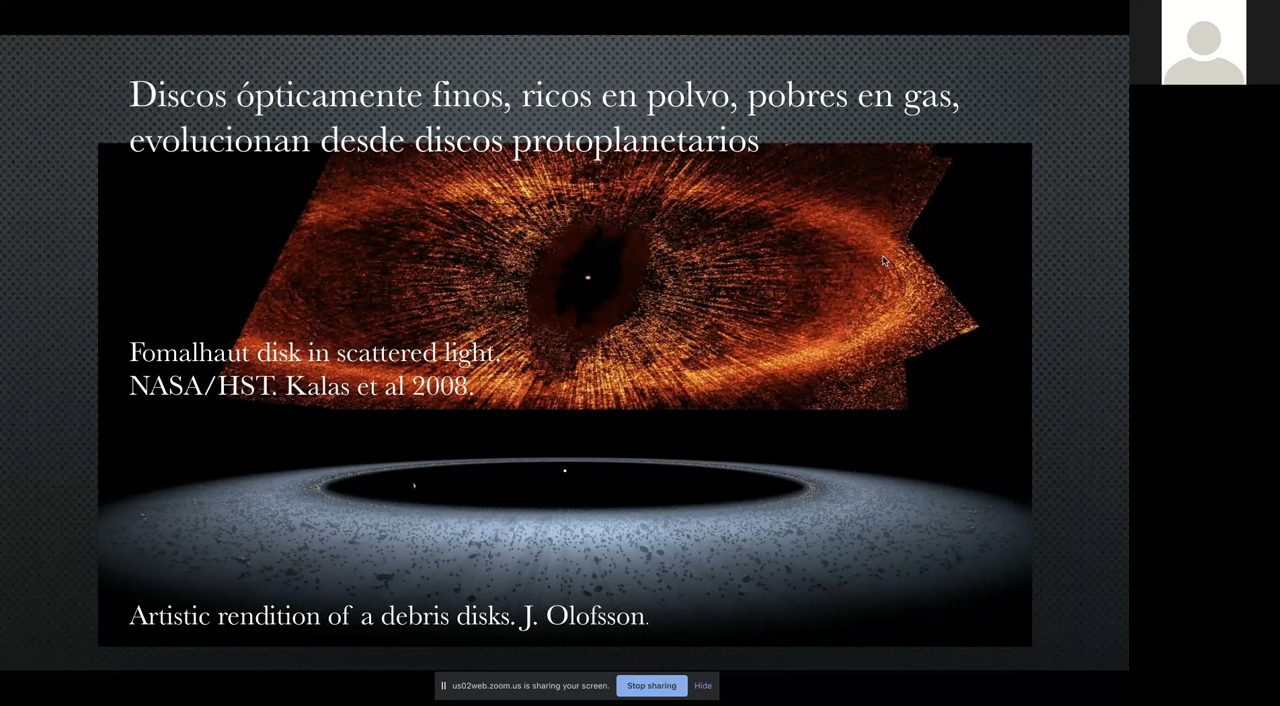 Discos ópticamente finos, ricos en polvo, pobres en gas,
evolucionan desde discos protoplanetarios
Fomalhaut disk in scattered light.
NASA/HST. Kalas et al 2008.
Artistic rendition of a debris disks. J. Olofsson.
us02web.zoom.us is sharing your screen. Stop sharing Hide